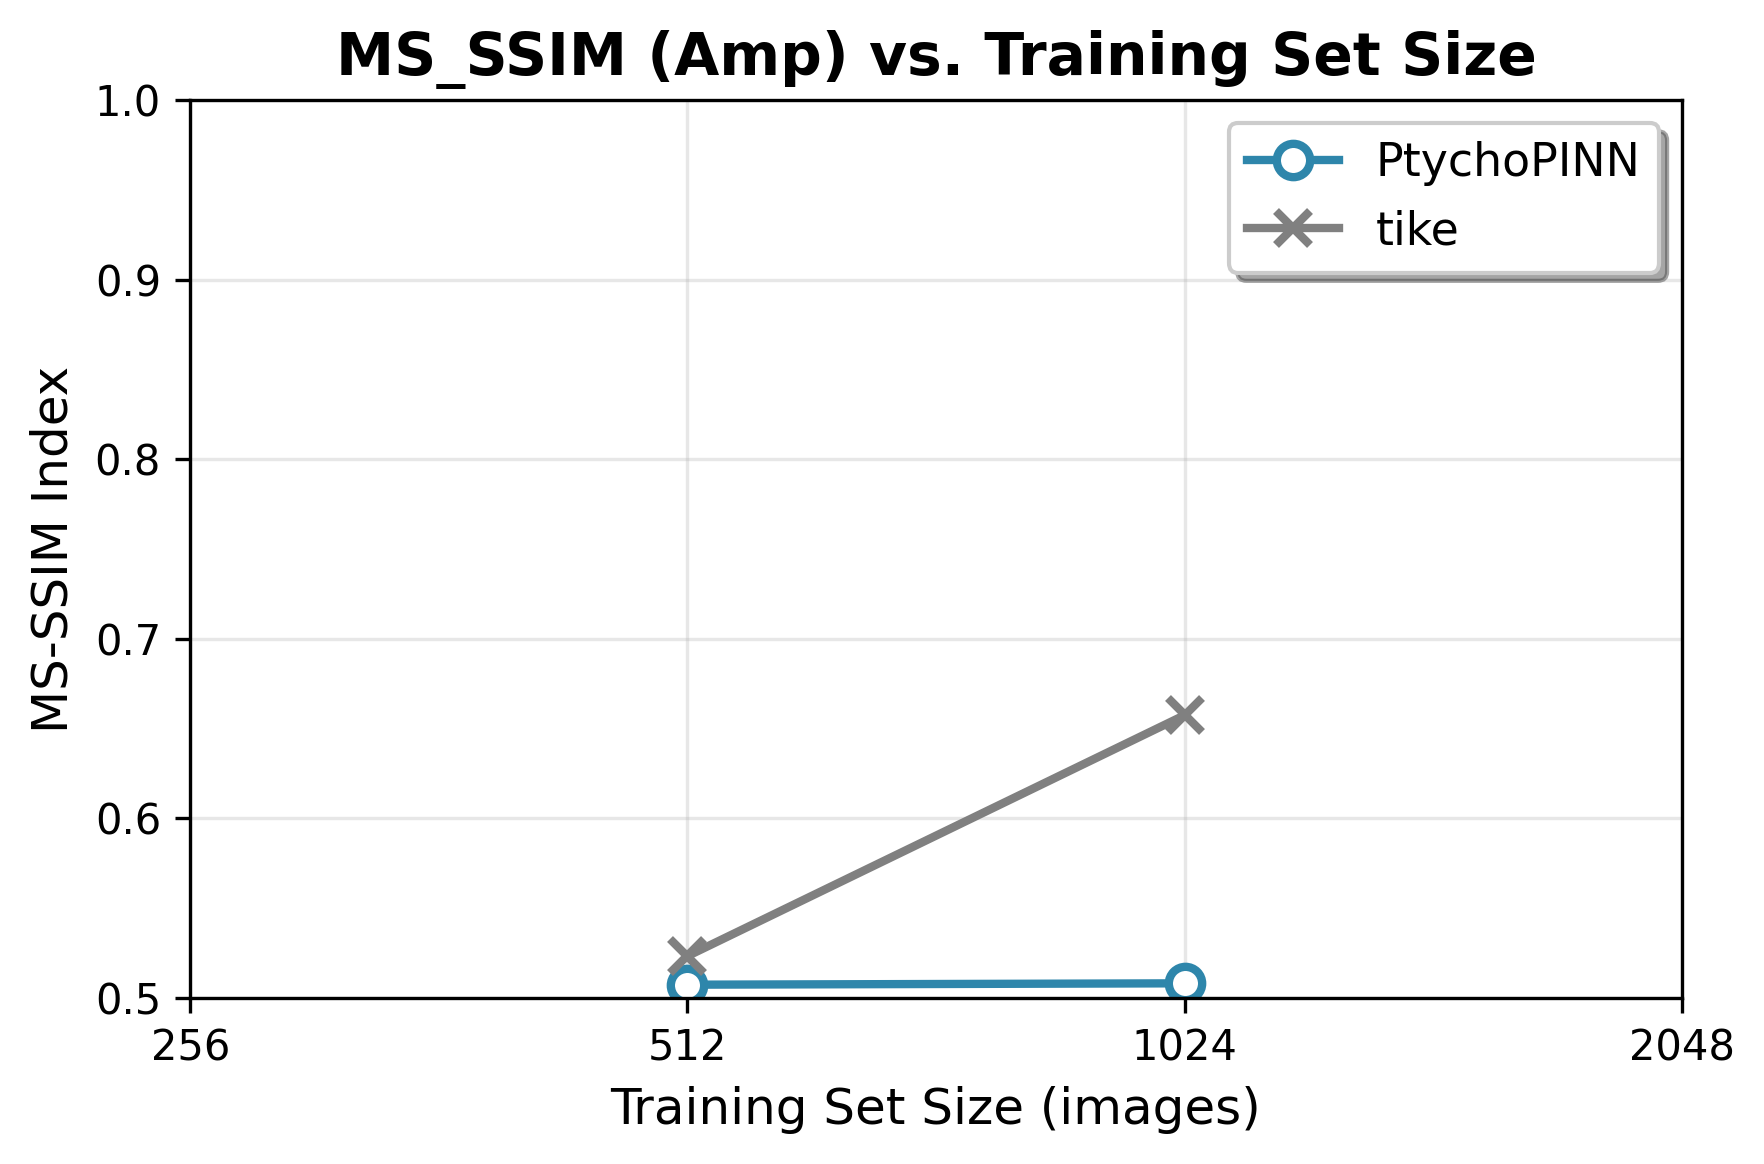 MS_SSIM (Amp) vs. Training Set Size
1.0
0.9
0.8
0.7
0.6
0.5
MS-SSIM Index
PtychoPINN
tike
256 512 1024 2048
Training Set Size (images)